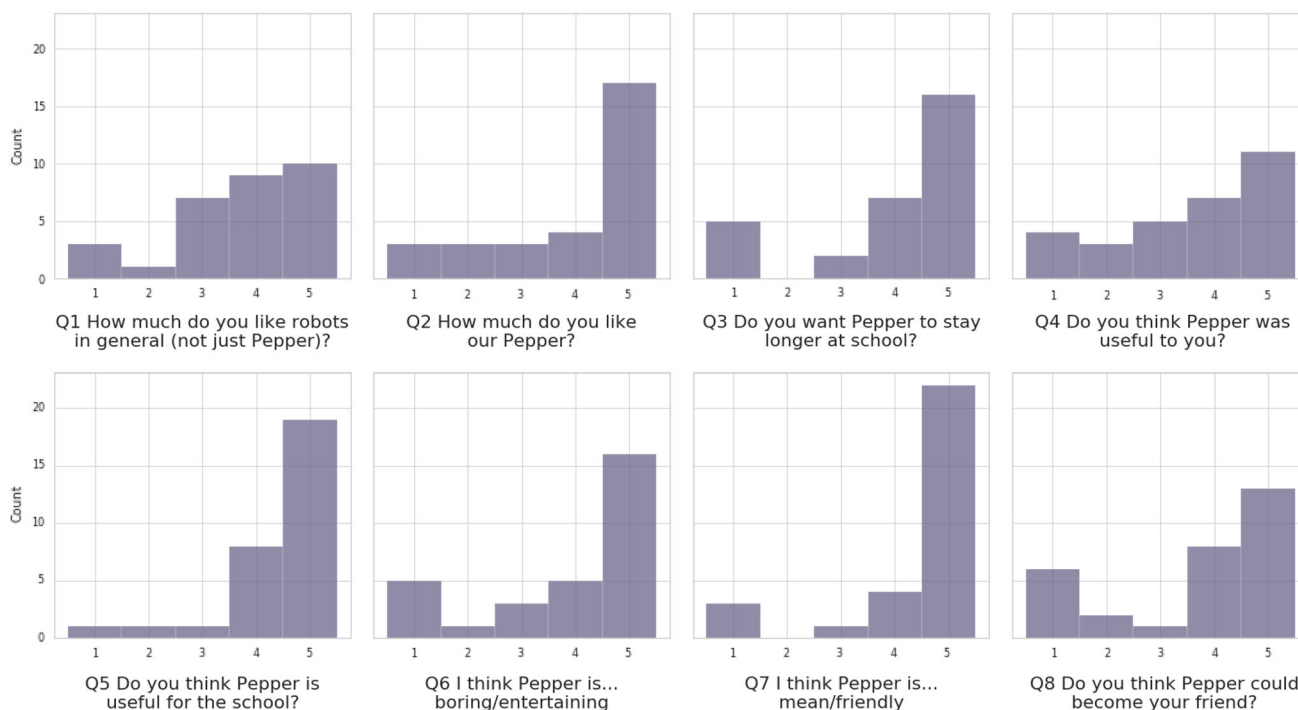 20
15
10
5
0
Count
1 2 3 4 5
1 2 3 4 5
1 2 3 4 5
1 2 3 4 5
Q1 How much do you like robots
in general (not just Pepper)?
Q2 How much do you like
our Pepper?
Q3 Do you want Pepper to stay
longer at school?
Q4 Do you think Pepper was
useful to you?
20
15
10
5
0
Count
1 2 3 4 5
1 2 3 4 5
1 2 3 4 5
1 2 3 4 5
Q5 Do you think Pepper is
useful for the school?
Q6 I think Pepper is...
boring/entertaining
Q7 I think Pepper is...
mean/friendly
Q8 Do you think Pepper could
become your friend?